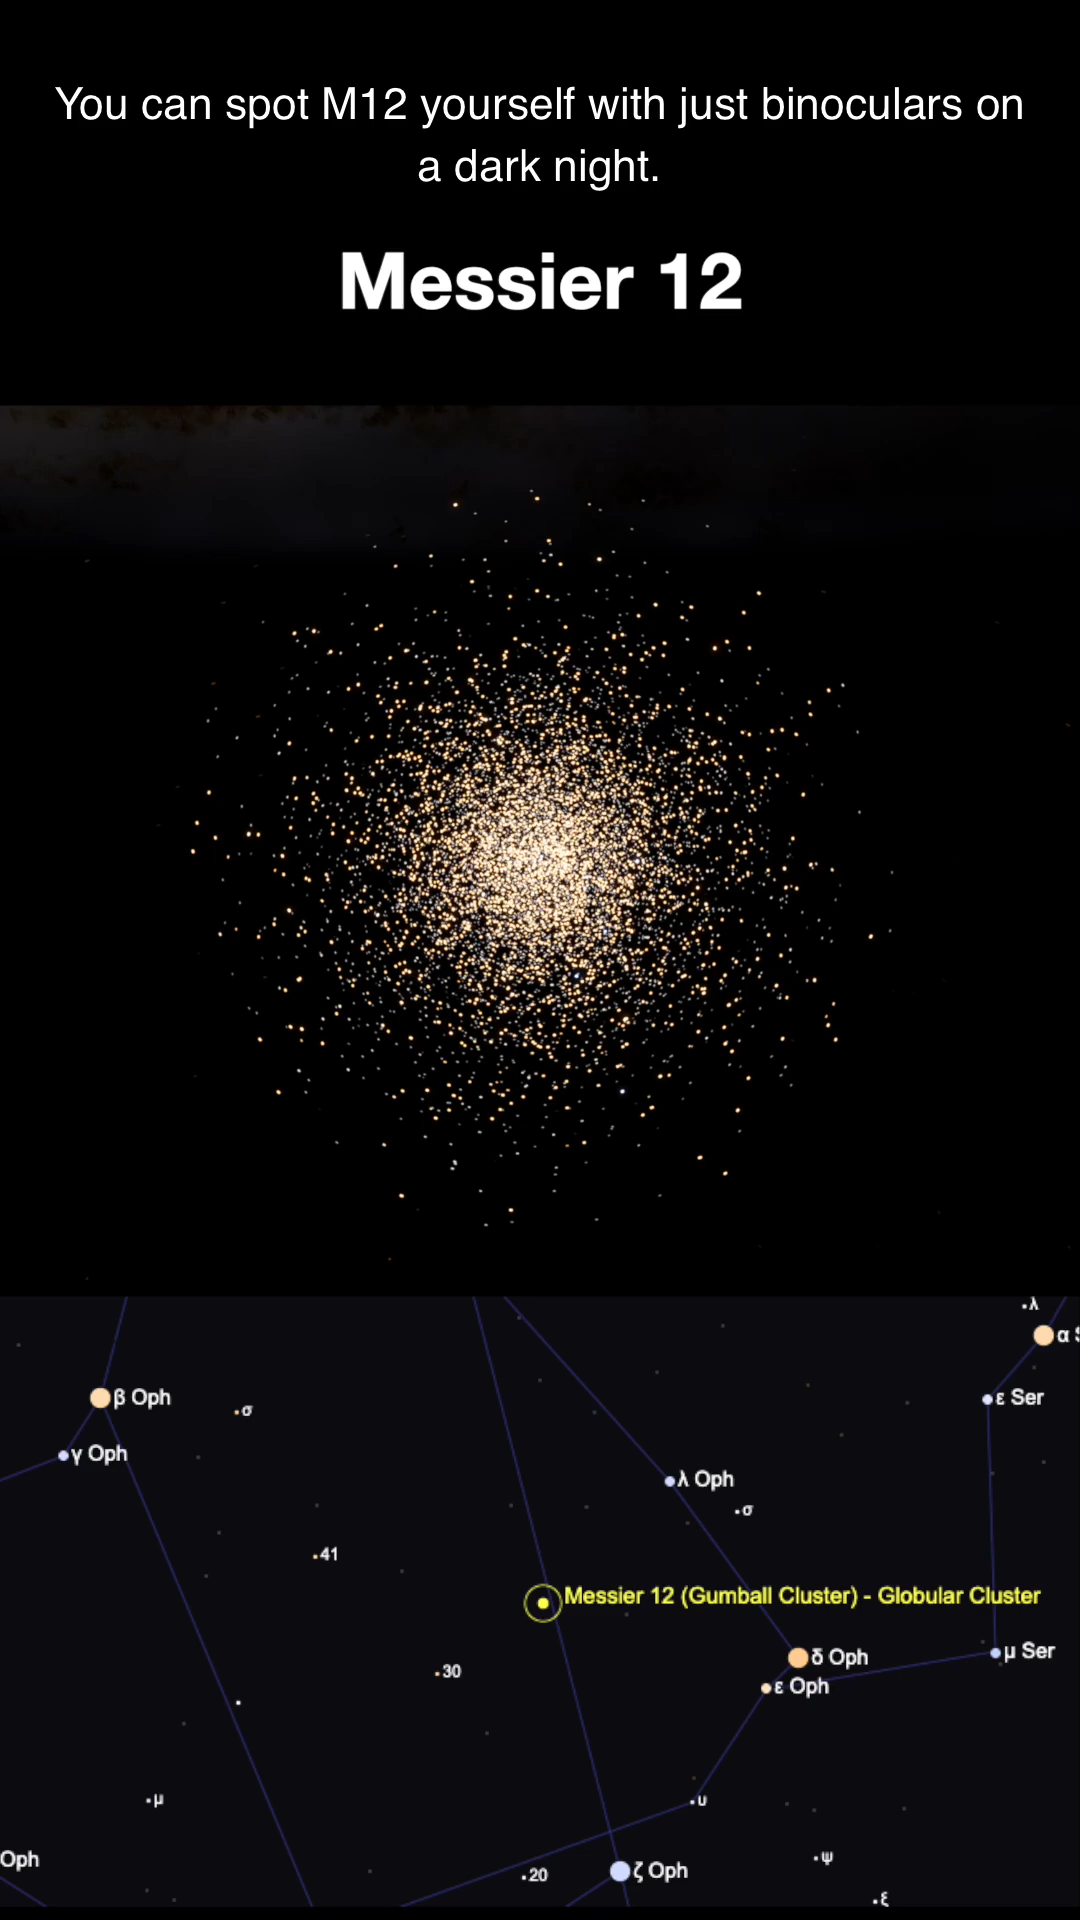 You can spot M12 yourself with just binoculars on
a dark night.
Messier 12
λ
α S
β Oph
σ
ε Ser
γ Oph
λ Oph
σ
41
Messier 12 (Gumball Cluster) - Globular Cluster
δ Oph
μ Ser
30
ε Oph
μ
υ
Oph
ψ
20
ζ Oph
ξ